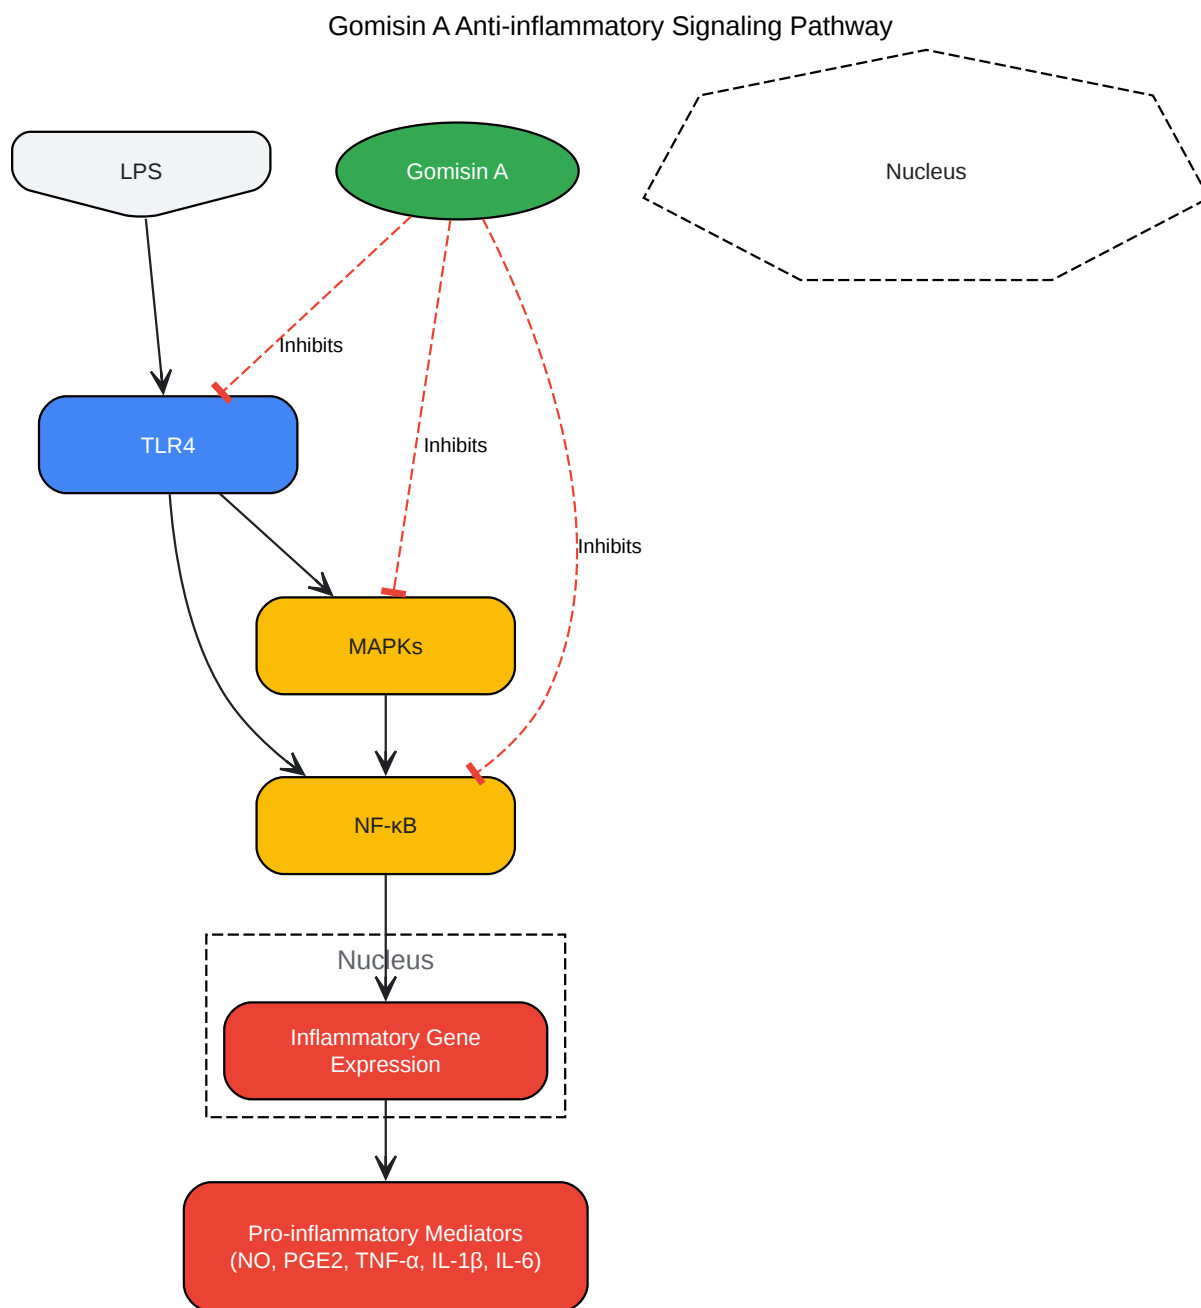 Gomisin A Anti-inflammatory Signaling Pathway
LPS
Gomisin A
Nucleus
Inhibits
TLR4
Inhibits
Inhibits
MAPKs
NF-κB
Nucleus
Inflammatory Gene
Expression
Pro-inflammatory Mediators
(NO, PGE2, TNF-α, IL-1β, IL-6)